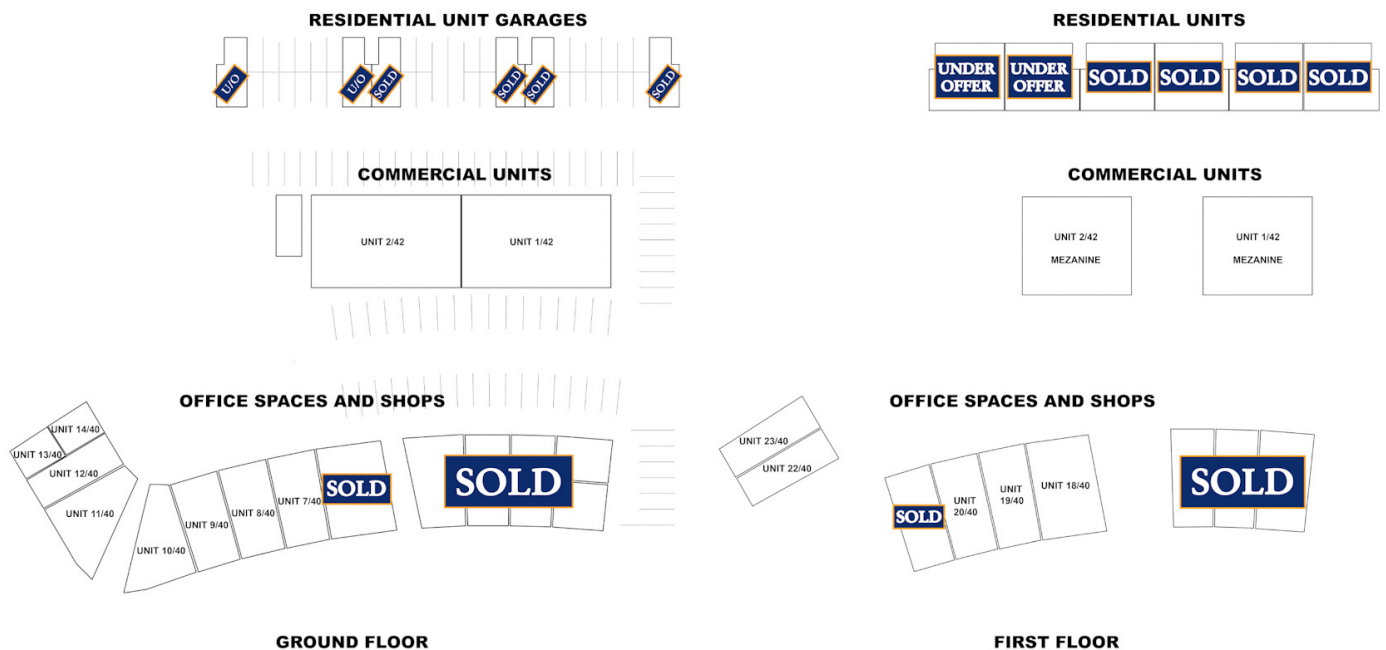 RESIDENTIAL UNIT GARAGES
U/O
U/O
SOLD
SOLD
SOLD
SOLD
COMMERCIAL UNITS
UNIT 2/42
UNIT 1/42
OFFICE SPACES AND SHOPS
UNIT 14/40
UNIT 13/40
UNIT 12/40
UNIT 11/40
UNIT 10/40
UNIT 9/40
UNIT 8/40
UNIT 7/40
SOLD
SOLD
GROUND FLOOR
RESIDENTIAL UNITS
UNDER
OFFER
UNDER
OFFER
SOLD
SOLD
SOLD
SOLD
COMMERCIAL UNITS
UNIT 2/42
MEZANINE
UNIT 1/42
MEZANINE
OFFICE SPACES AND SHOPS
UNIT 23/40
UNIT 22/40
SOLD
UNIT
20/40
UNIT
19/40
UNIT 18/40
SOLD
FIRST FLOOR